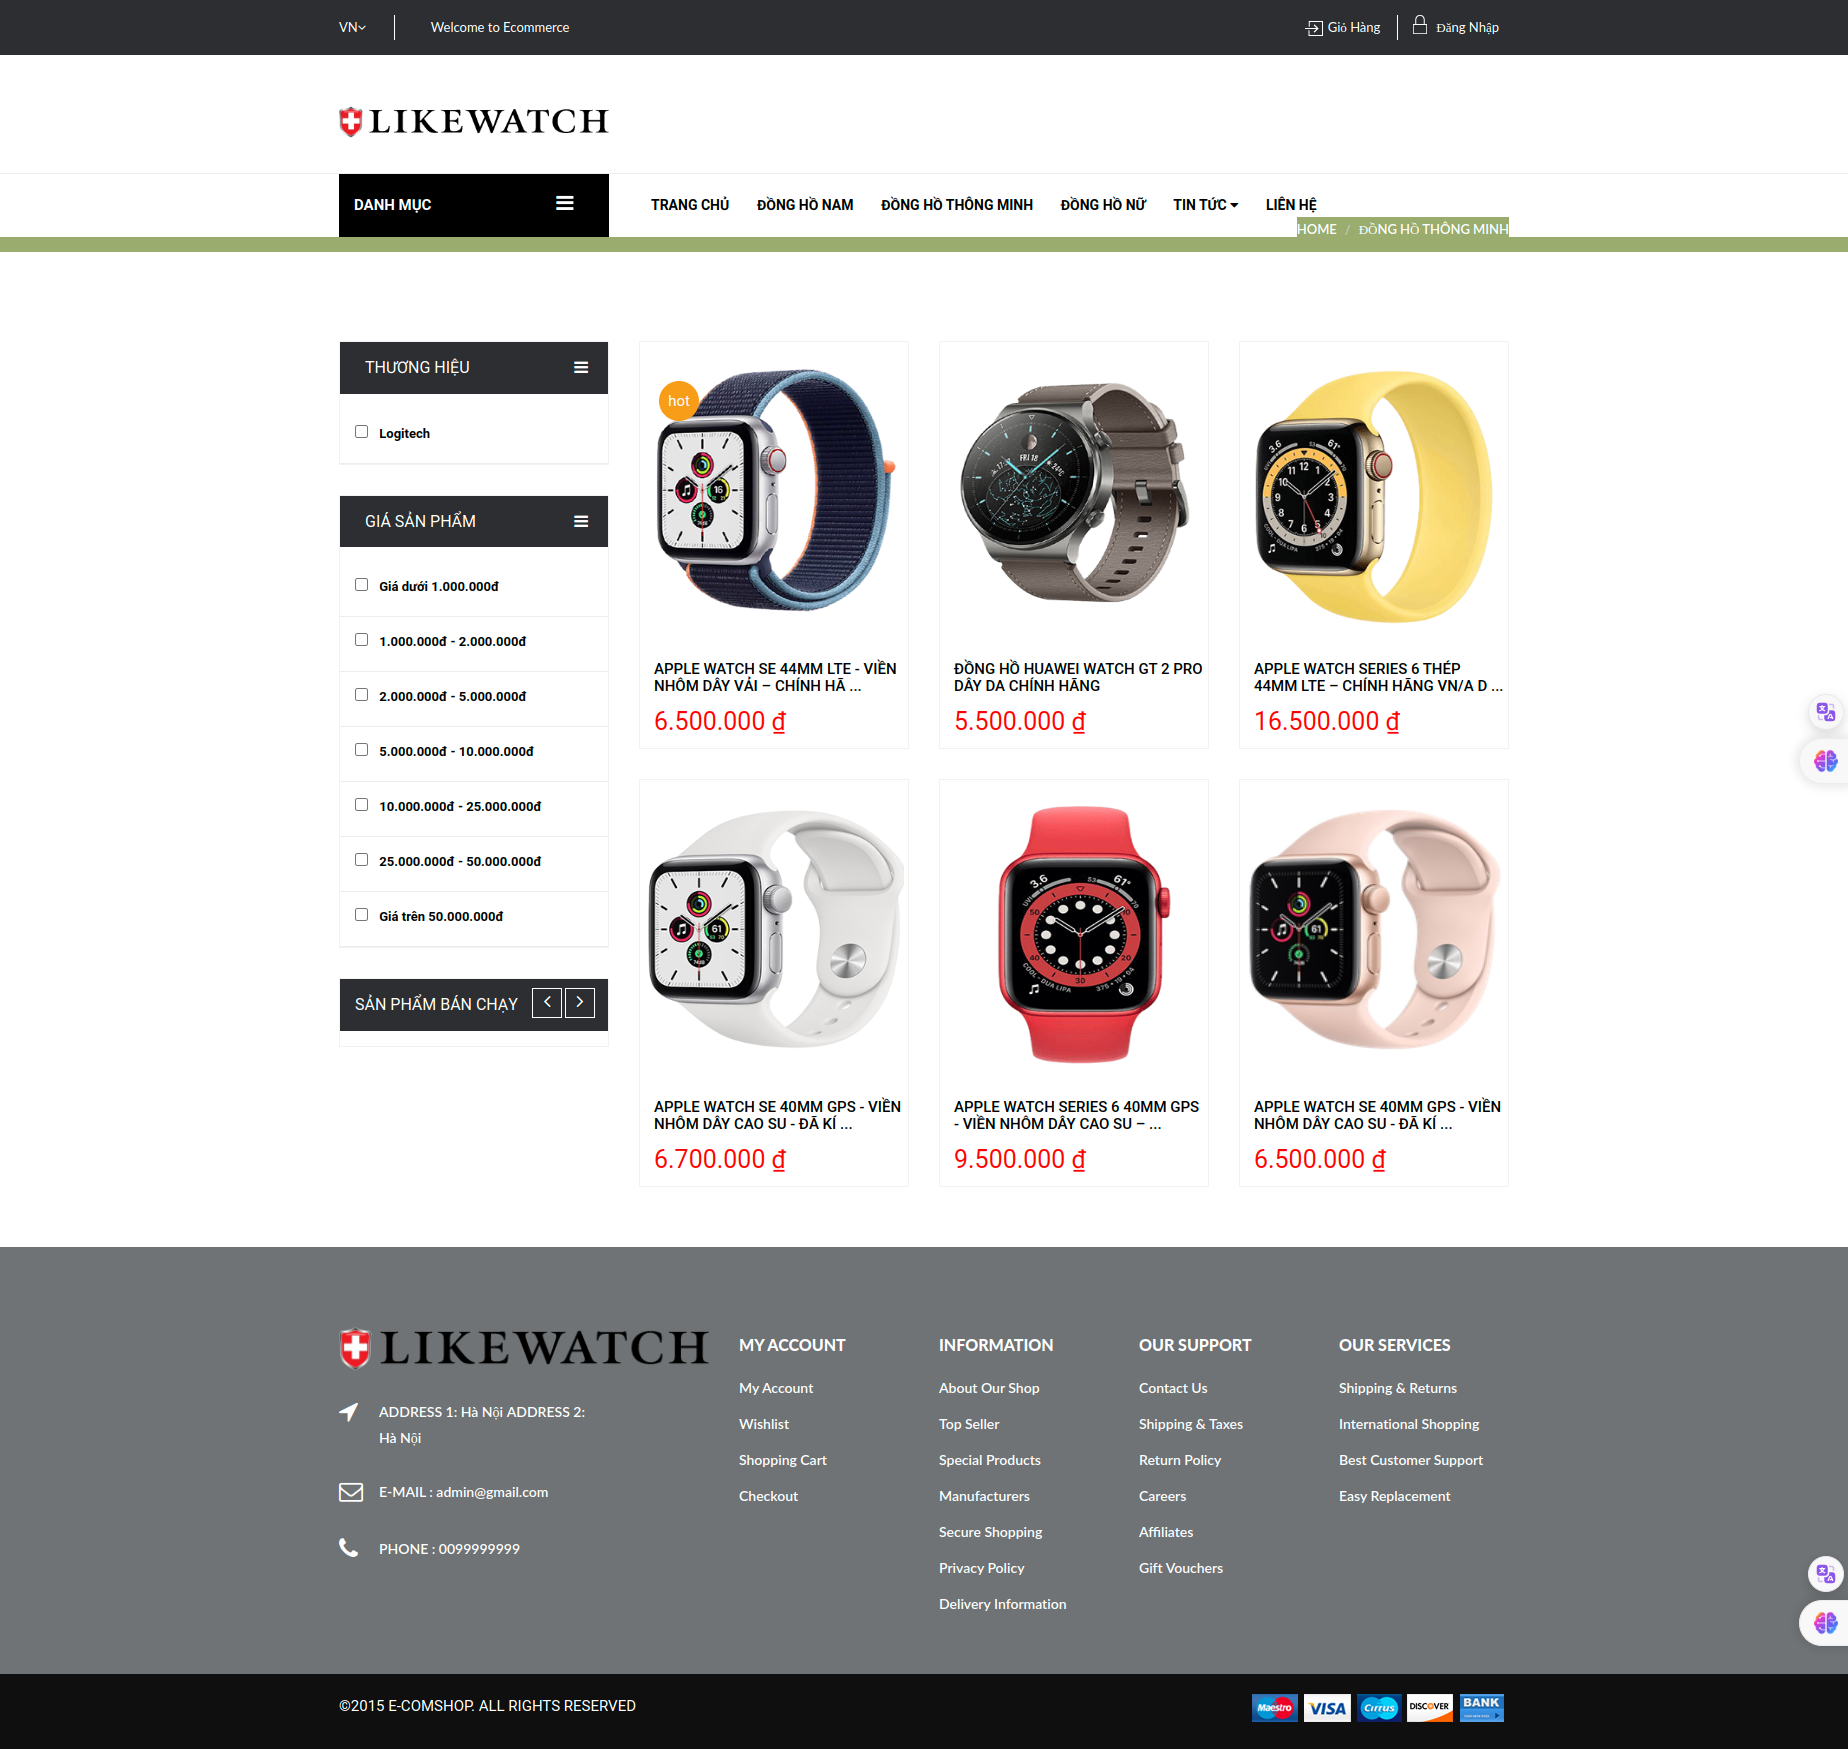 VN
Welcome to Ecommerce
Giỏ Hàng
Đăng Nhập
LIKEWATCH
DANH MỤC
TRANG CHỦ
ĐỒNG HỒ NAM
ĐỒNG HỒ THÔNG MINH
ĐỒNG HỒ NỮ
TIN TỨC
LIÊN HỆ
HOME / ĐỒNG HỒ THÔNG MINH
THƯƠNG HIỆU
Logitech
GIÁ SẢN PHẨM
Giá dưới 1.000.000đ
1.000.000đ - 2.000.000đ
2.000.000đ - 5.000.000đ
5.000.000đ - 10.000.000đ
10.000.000đ - 25.000.000đ
25.000.000đ - 50.000.000đ
Giá trên 50.000.000đ
SẢN PHẨM BÁN CHẠY
hot
APPLE WATCH SE 44MM LTE - VIỀN
NHÔM DÂY VẢI – CHÍNH HÃ ...
6.500.000 ₫
ĐỒNG HỒ HUAWEI WATCH GT 2 PRO
DÂY DA CHÍNH HÃNG
5.500.000 ₫
APPLE WATCH SERIES 6 THÉP
44MM LTE – CHÍNH HÃNG VN/A D ...
16.500.000 ₫
APPLE WATCH SE 40MM GPS - VIỀN
NHÔM DÂY CAO SU - ĐÃ KÍ ...
6.700.000 ₫
APPLE WATCH SERIES 6 40MM GPS
- VIỀN NHÔM DÂY CAO SU – ...
9.500.000 ₫
APPLE WATCH SE 40MM GPS - VIỀN
NHÔM DÂY CAO SU - ĐÃ KÍ ...
6.500.000 ₫
LIKEWATCH
ADDRESS 1: Hà Nội ADDRESS 2:
Hà Nội
E-MAIL : admin@gmail.com
PHONE : 0099999999
MY ACCOUNT
My Account
Wishlist
Shopping Cart
Checkout
INFORMATION
About Our Shop
Top Seller
Special Products
Manufacturers
Secure Shopping
Privacy Policy
Delivery Information
OUR SUPPORT
Contact Us
Shipping & Taxes
Return Policy
Careers
Affiliates
Gift Vouchers
OUR SERVICES
Shipping & Returns
International Shopping
Best Customer Support
Easy Replacement
©2015 E-COMSHOP. ALL RIGHTS RESERVED
Maestro
VISA
Cirrus
DISCOVER
BANK